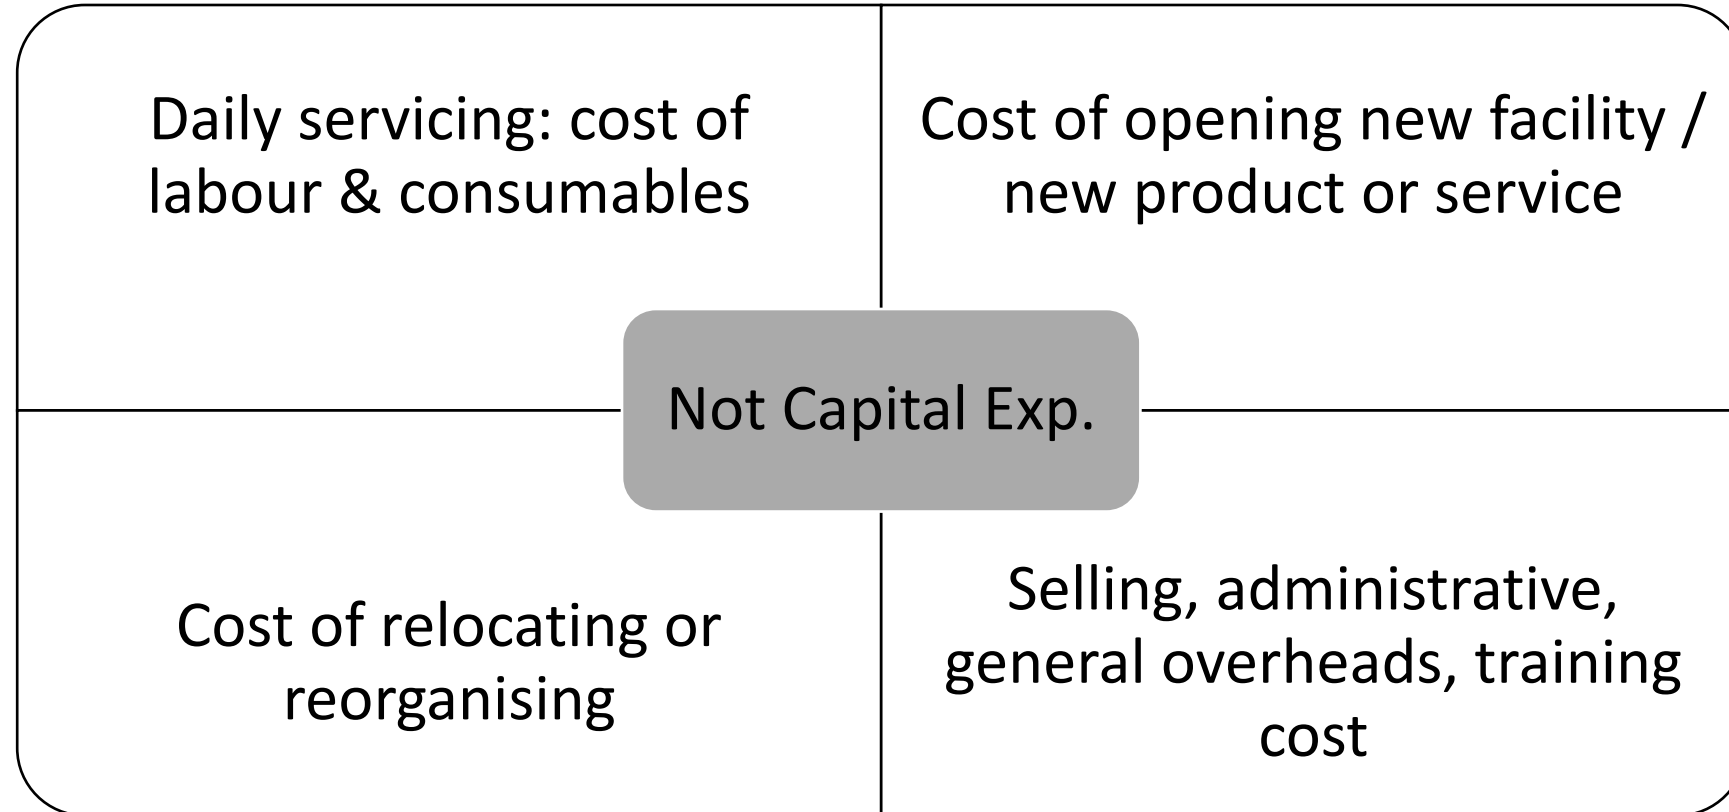 Daily servicing: cost of
labour & consumables
Cost of opening new facility /
new product or service
Not Capital Exp.
Cost of relocating or
reorganising
Selling, administrative,
general overheads, training
cost